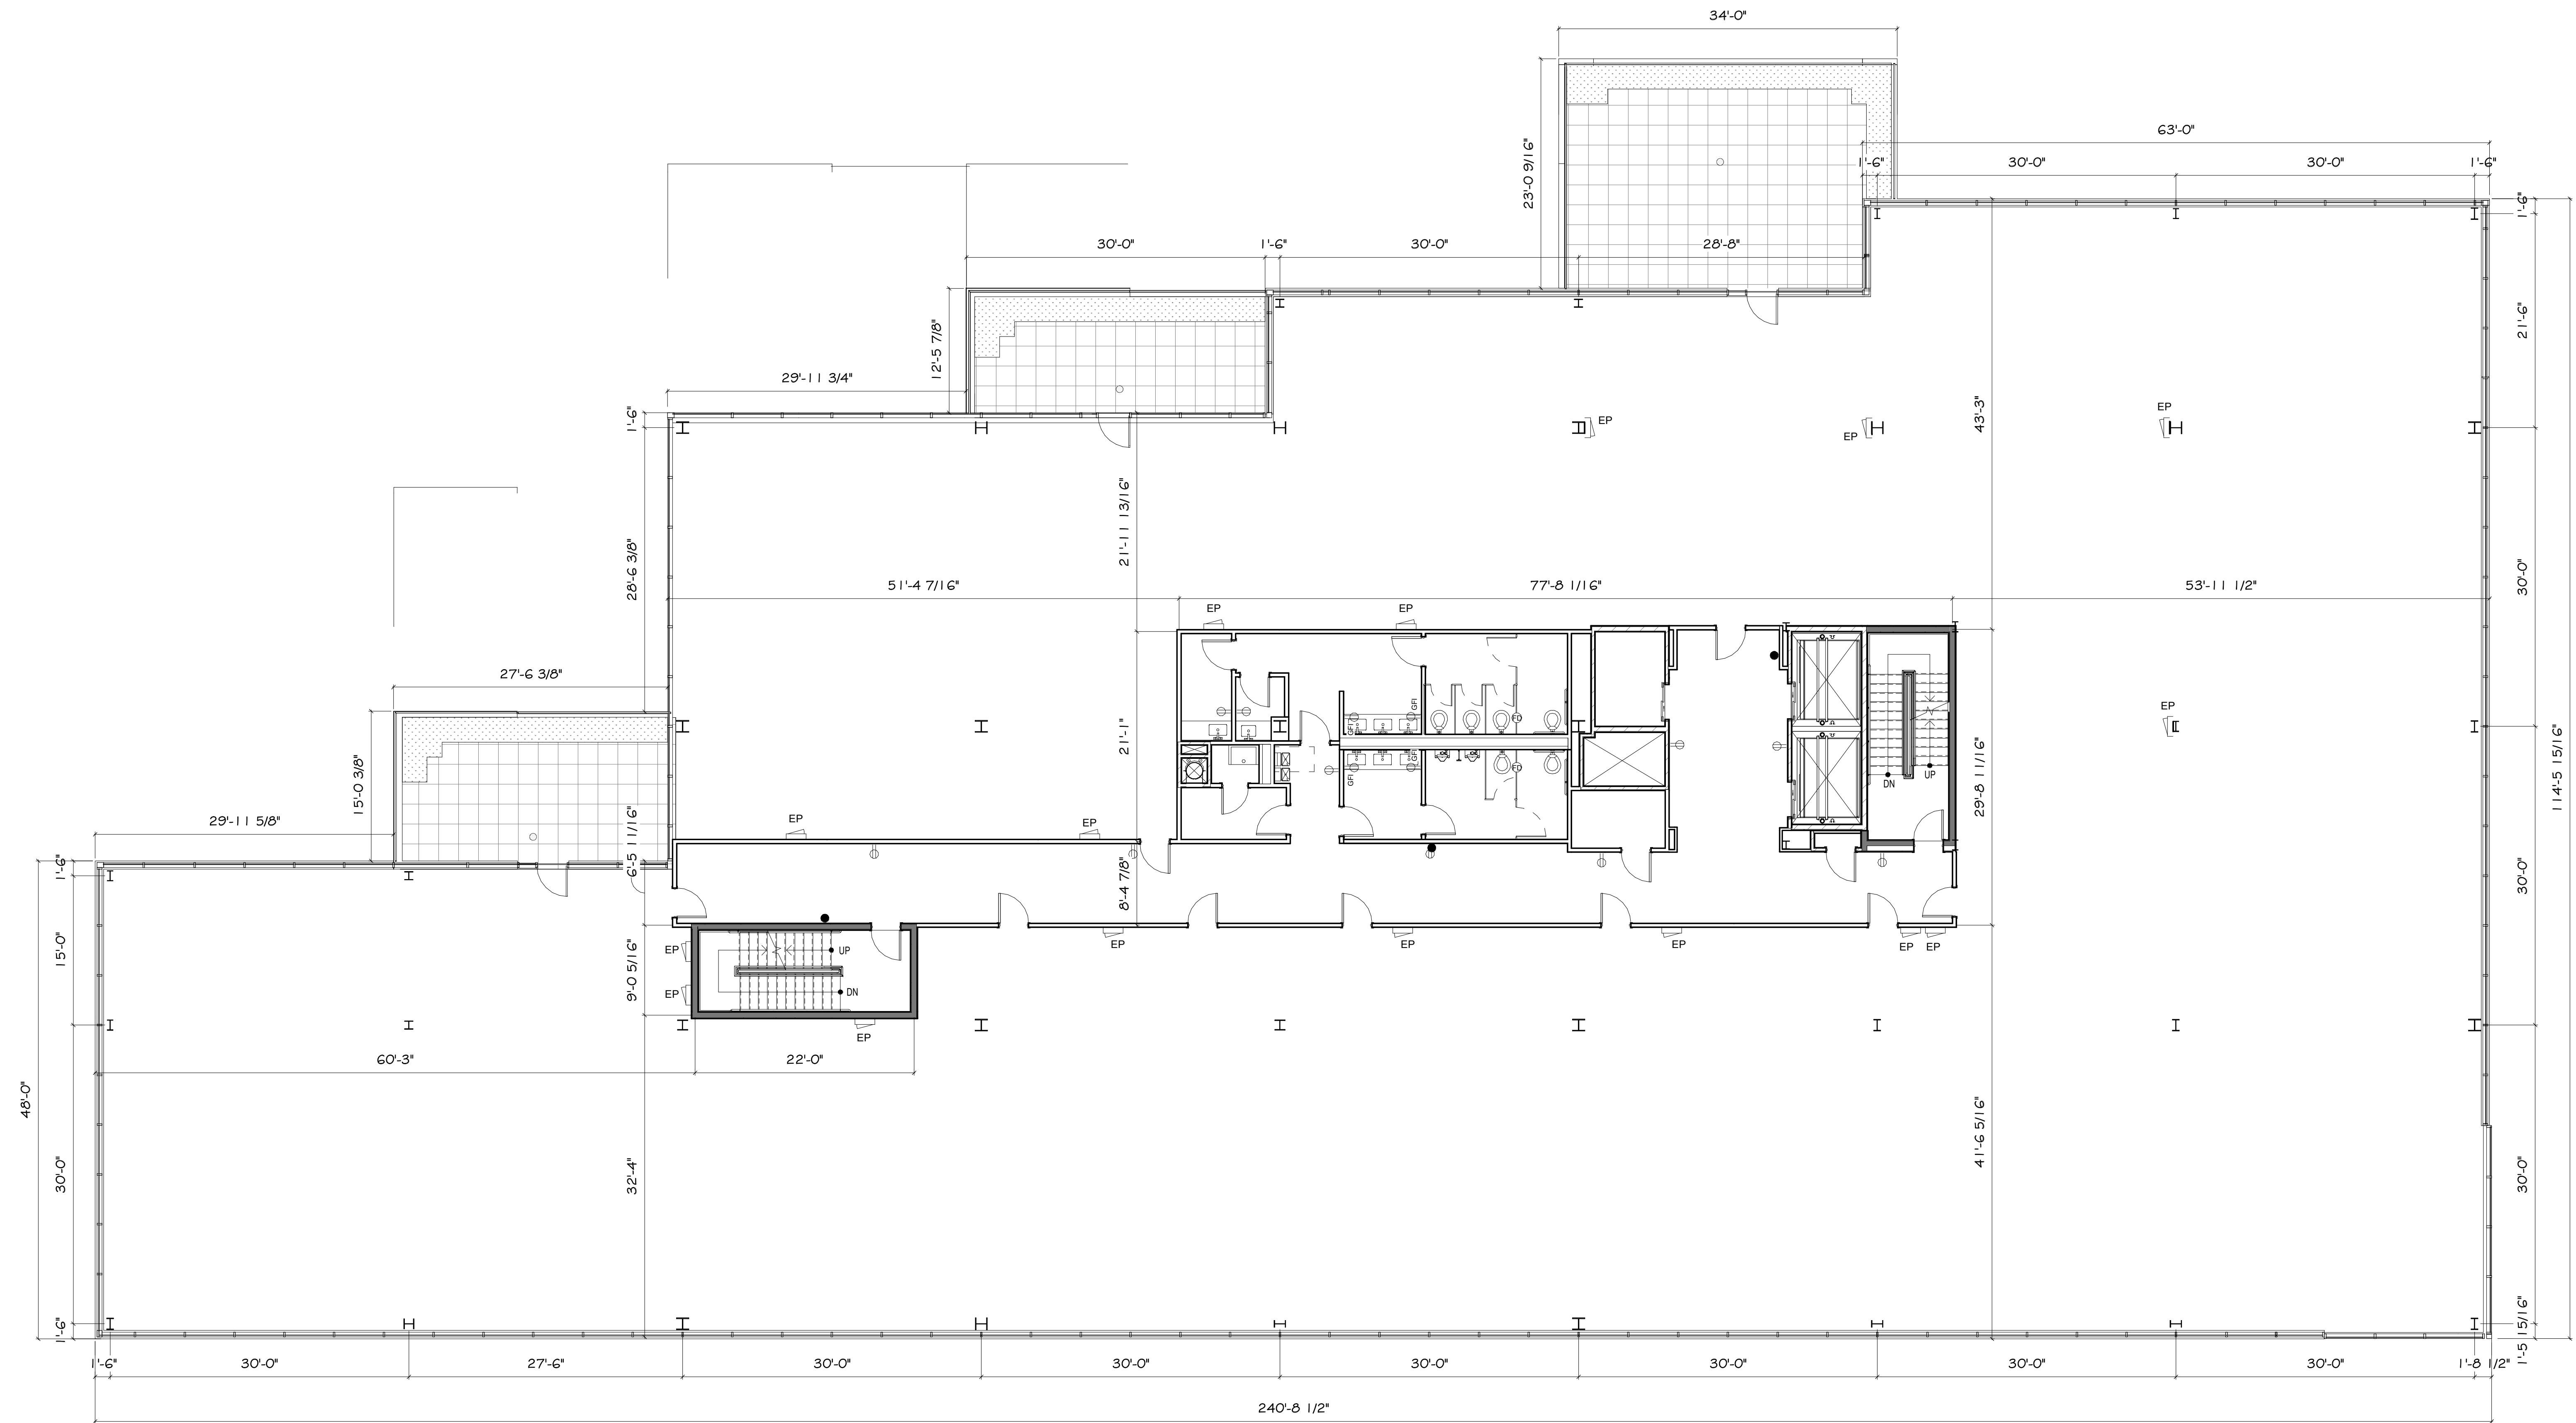 34'-0"
63'-0"
1'-6"
30'-0"
30'-0"
1'-6"
23'-0 9/16"
1'-6"
30'-0"
1'-6"
30'-0"
28'-8"
21'-6"
12'-5 7/8"
29'-11 3/4"
1'-6"
43'-3"
EP
EP
EP
21'-11 13/16"
28'-6 3/8"
51'-4 7/16"
77'-8 1/16"
53'-11 1/2"
30'-0"
EP
EP
27'-6 3/8"
GFI
GFI
FD
EP
21'-1"
GFI
GFI
FD
DN
UP
15'-0 3/8"
29'-8 11/16"
114'-5 15/16"
29'-11 5/8"
EP
EP
6'-5 11/16"
1'-6"
8'-4 7/8"
30'-0"
15'-0"
9'-0 5/16"
EP
EP
UP
DN
EP
EP
EP
EP
EP
EP
60'-3"
22'-0"
48'-0"
30'-0"
32'-4"
41'-6 5/16"
30'-0"
1'-6"
1'-5 15/16"
1'-6"
30'-0"
27'-6"
30'-0"
30'-0"
30'-0"
30'-0"
30'-0"
30'-0"
1'-8 1/2"
240'-8 1/2"